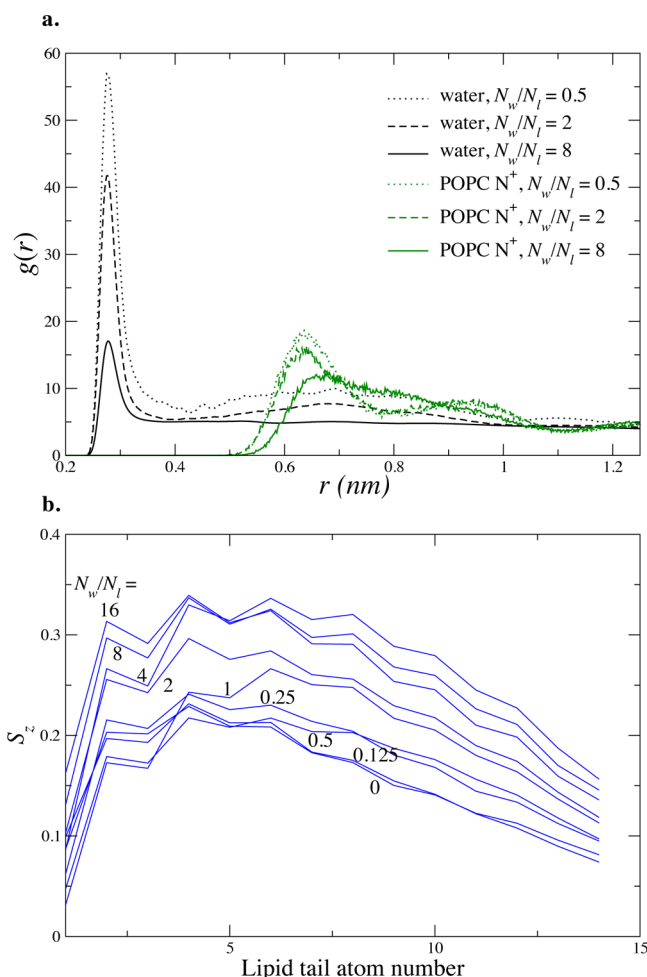 a.
60
50
40
30
20
10
0
g(r)
water, N_w/N_l = 0.5
water, N_w/N_l = 2
water, N_w/N_l = 8
POPC N⁺, N_w/N_l = 0.5
POPC N⁺, N_w/N_l = 2
POPC N⁺, N_w/N_l = 8
0.2 0.4 0.6 0.8 1 1.2
r (nm)
b.
0.4
0.3
0.2
0.1
0
S_z
N_w/N_l =
16
8
4
2
1
0.25
0.5
0.125
0
5 10 15
Lipid tail atom number